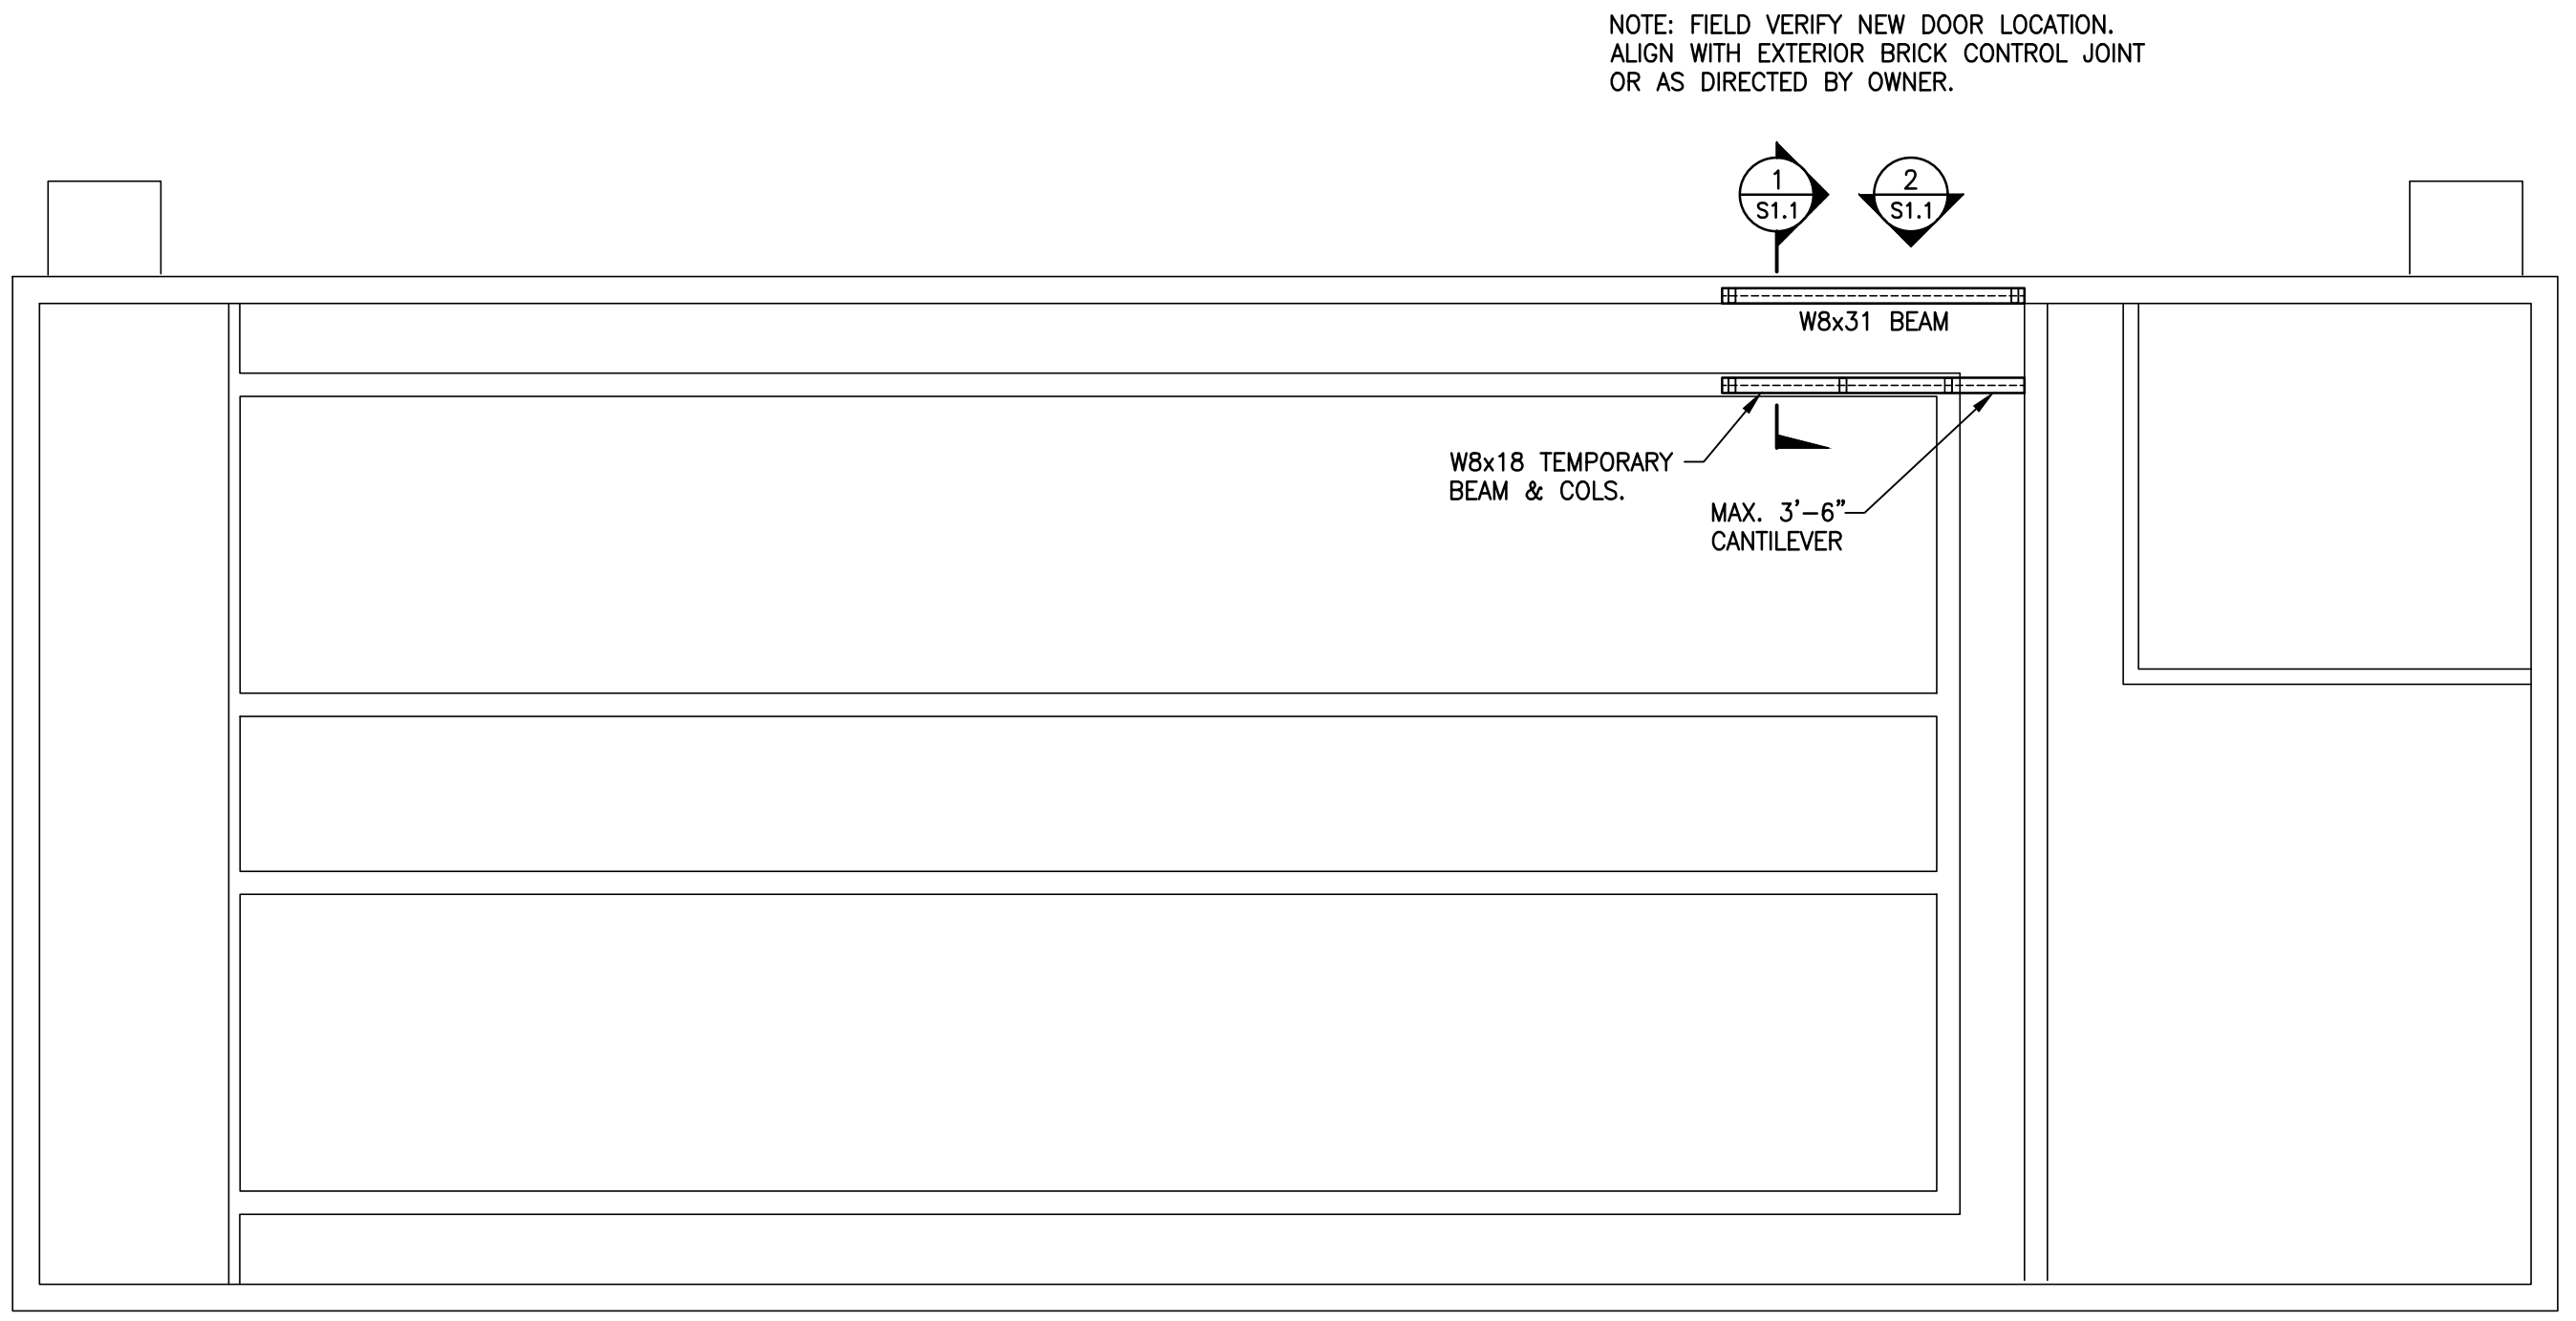 NOTE: FIELD VERIFY NEW DOOR LOCATION.
ALIGN WITH EXTERIOR BRICK CONTROL JOINT
OR AS DIRECTED BY OWNER.
1
S1.1
2
S1.1
W8x31 BEAM
W8x18 TEMPORARY
BEAM & COLS.
MAX. 3'-6"
CANTILEVER